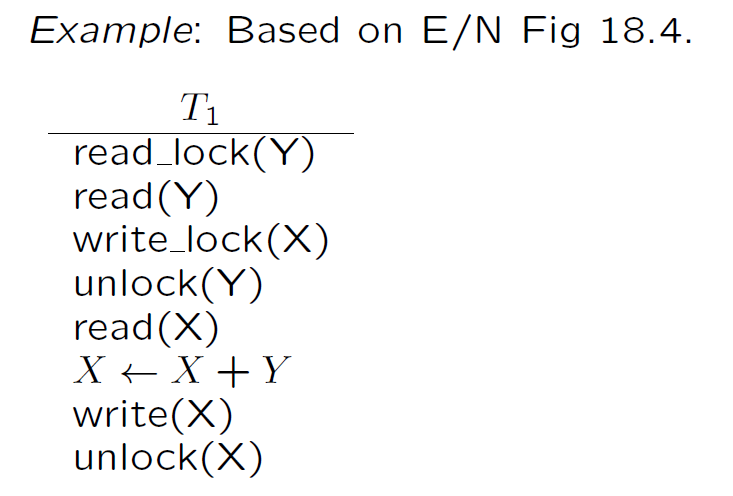 Example: Based on E/N Fig 18.4.
T₁
read_lock(Y)
read(Y)
write_lock(X)
unlock(Y)
read(X)
X ← X + Y
write(X)
unlock(X)